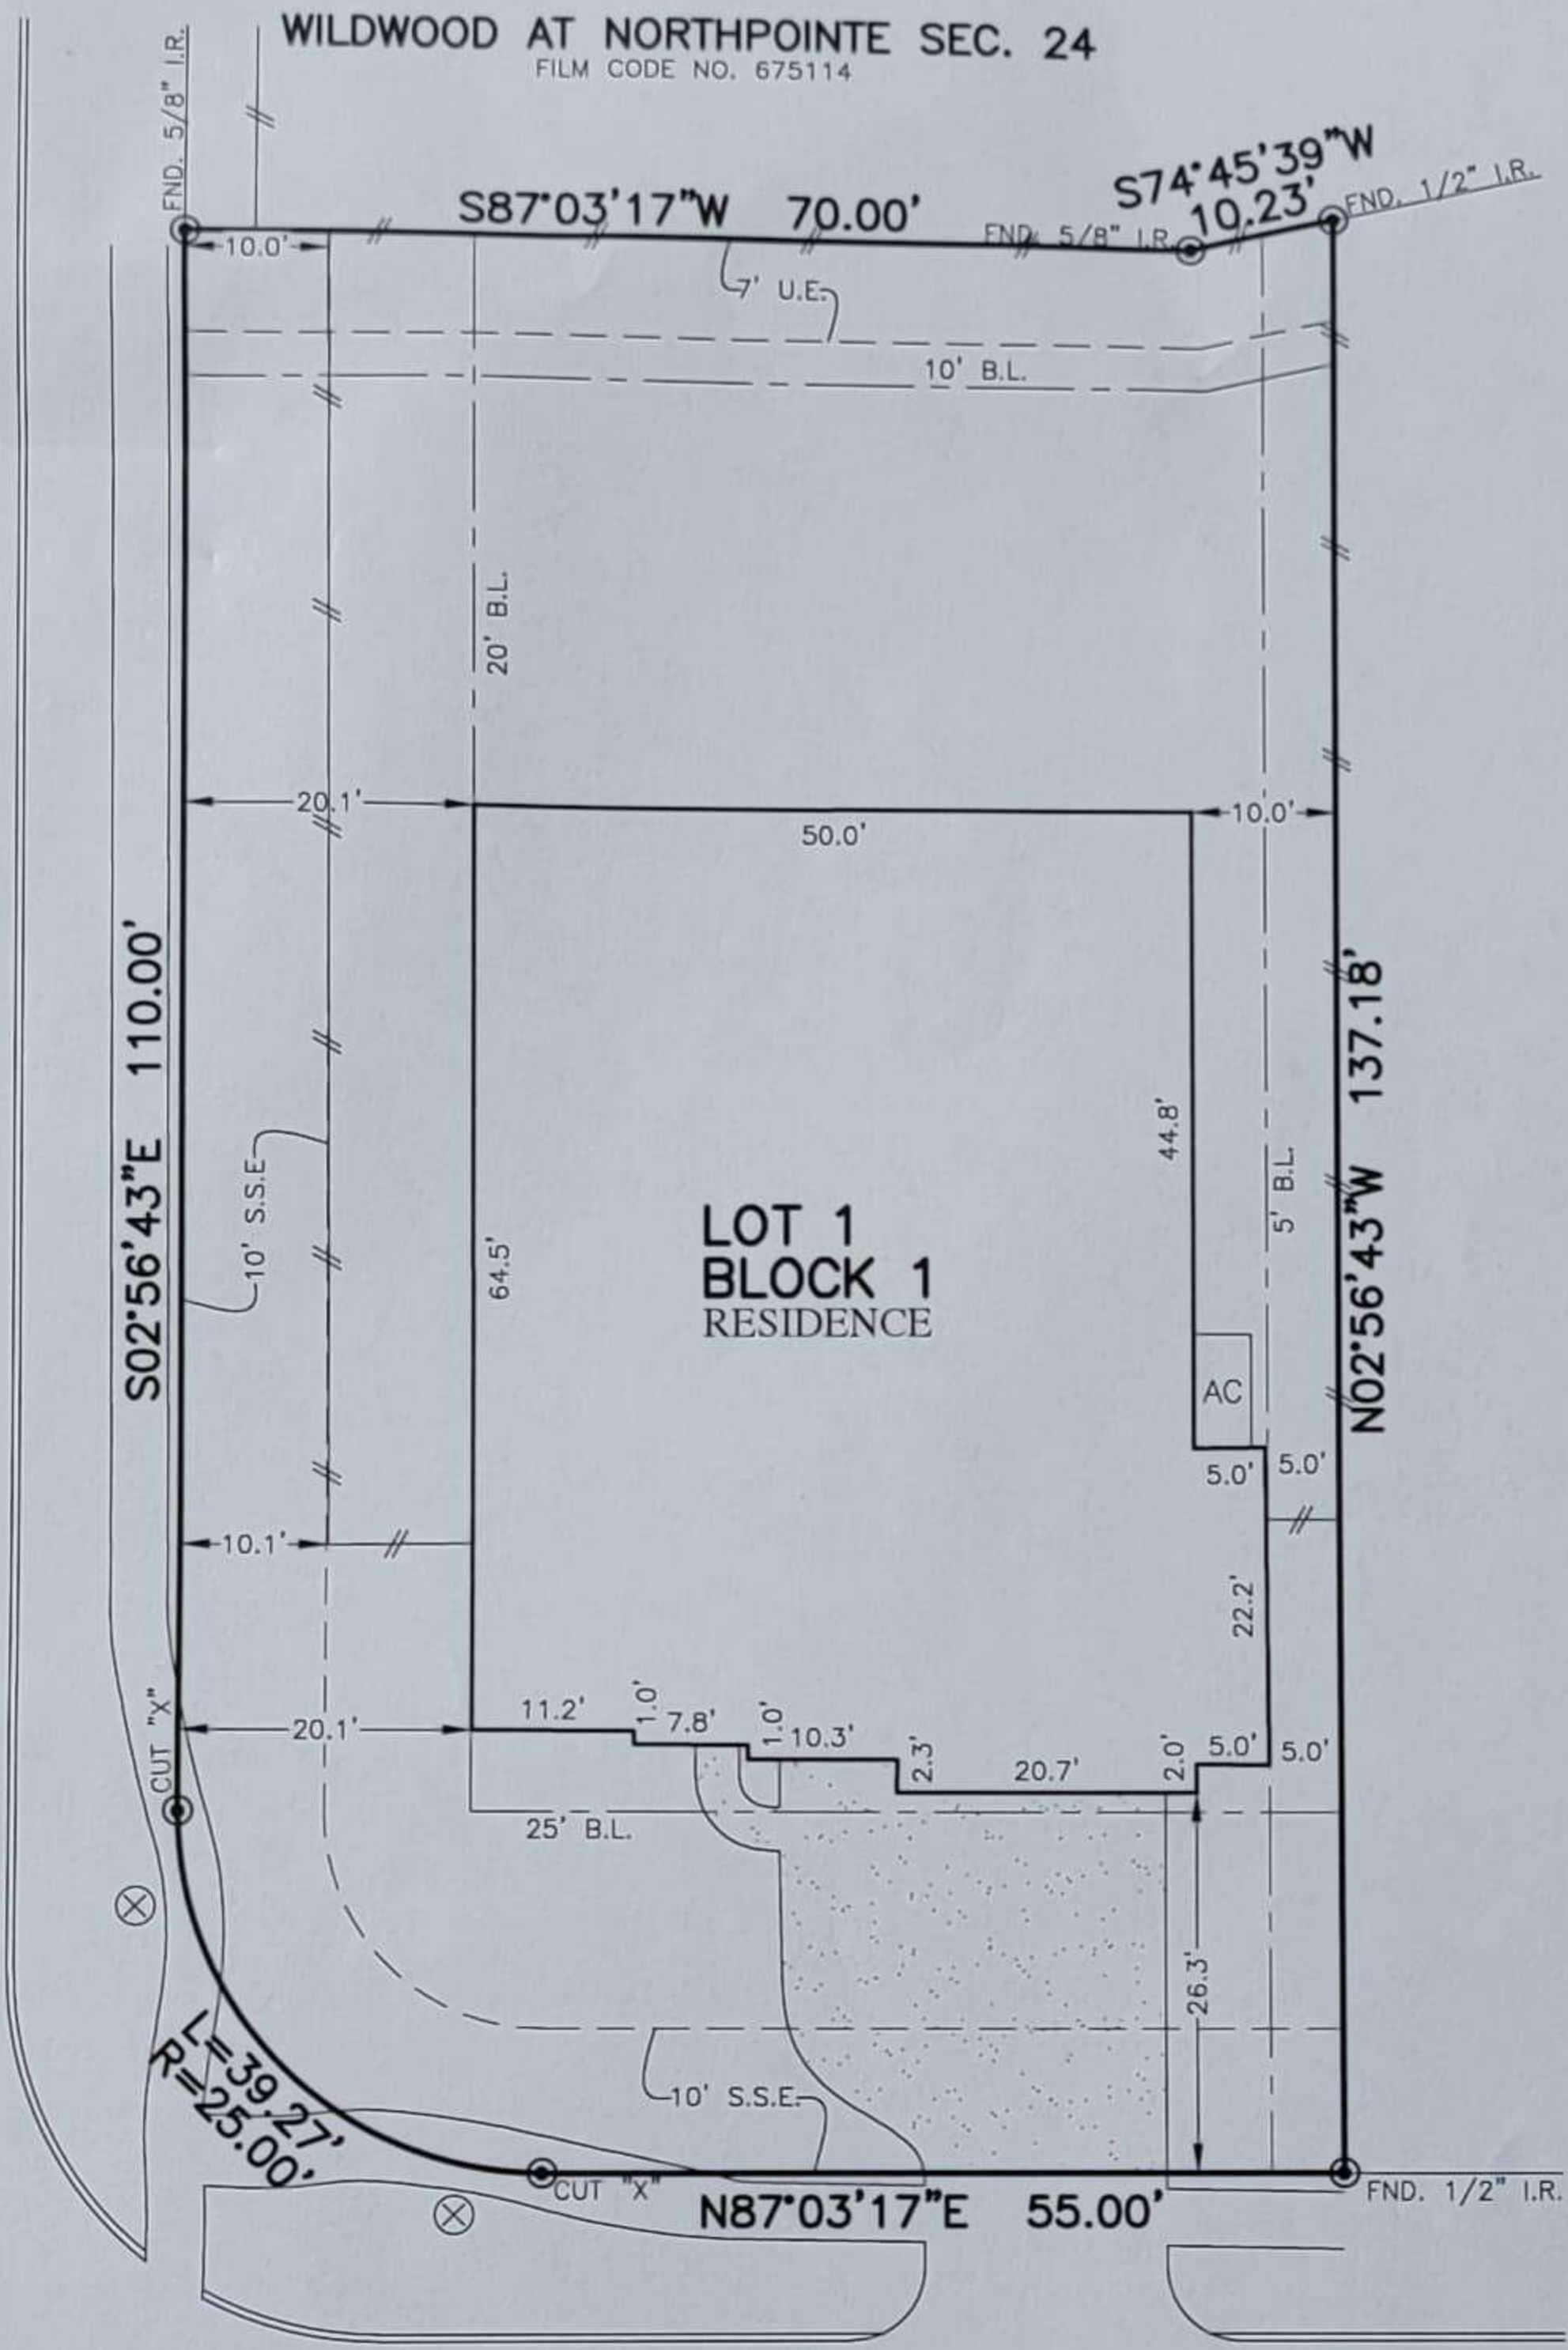 WILDWOOD AT NORTHPOINTE SEC. 24
FILM CODE NO. 675114
FND. 5/8" I.R.
S87°03'17"W 70.00'
S74°45'39"W
10.23'
FND. 1/2" I.R.
FND. 5/8" I.R.
10.0'
7' U.E.
10' B.L.
20' B.L.
20.1'
50.0'
10.0'
S02°56'43"E 110.00'
10' S.S.E
64.5'
LOT 1
BLOCK 1
RESIDENCE
44.8'
5' B.L.
N02°56'43"W 137.18'
AC
5.0'
5.0'
10.1'
22.2'
CUT "X"
20.1'
11.2'
1.0'
7.8'
1.0'
10.3'
2.3'
20.7'
2.0'
5.0'
5.0'
25' B.L.
26.3'
L=39.27'
R=25.00'
10' S.S.E.
CUT "X"
N87°03'17"E 55.00'
FND. 1/2" I.R.